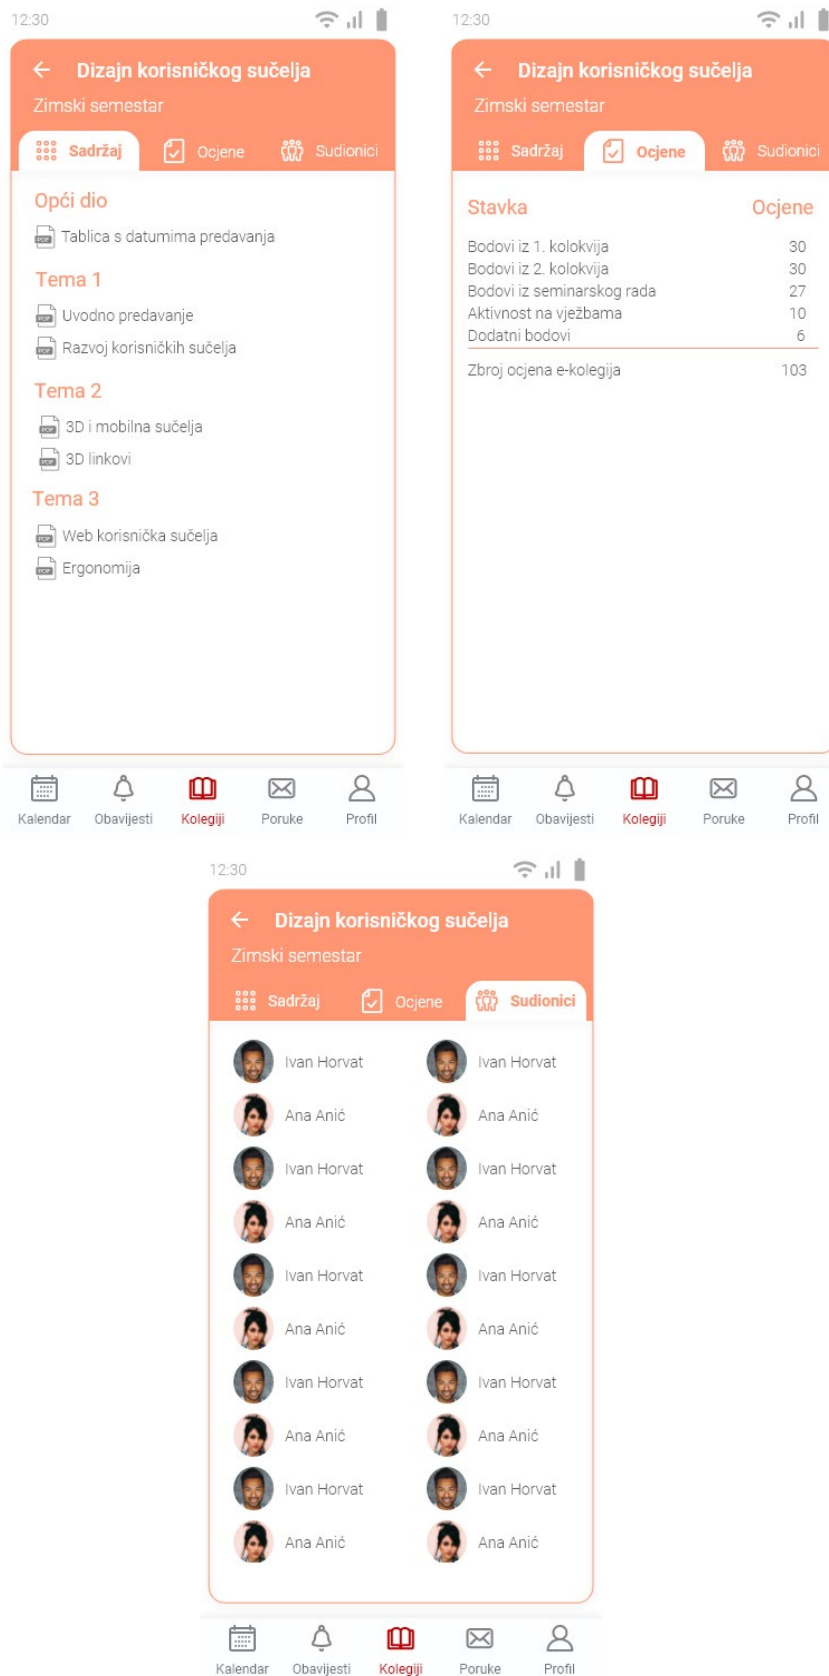 12:30
Dizajn korisničkog sučelja
Zimski semestar
Sadržaj Ocjene Sudionici
Opći dio
PDF Tablica s datumima predavanja
Tema 1
PDF Uvodno predavanje
PDF Razvoj korisničkih sučelja
Tema 2
PDF 3D i mobilna sučelja
PDF 3D linkovi
Tema 3
PDF Web korisnička sučelja
PDF Ergonomija
Kalendar Obavijesti Kolegiji Poruke Profil
12:30
Dizajn korisničkog sučelja
Zimski semestar
Sadržaj Ocjene Sudionici
Stavka Ocjene
Bodovi iz 1. kolokvija 30
Bodovi iz 2. kolokvija 30
Bodovi iz seminarskog rada 27
Aktivnost na vježbama 10
Dodatni bodovi 6
Zbroj ocjena e-kolegija 103
Kalendar Obavijesti Kolegiji Poruke Profil
12:30
Dizajn korisničkog sučelja
Zimski semestar
Sadržaj Ocjene Sudionici
Ivan Horvat Ivan Horvat
Ana Anić Ana Anić
Ivan Horvat Ivan Horvat
Ana Anić Ana Anić
Ivan Horvat Ivan Horvat
Ana Anić Ana Anić
Ivan Horvat Ivan Horvat
Ana Anić Ana Anić
Ivan Horvat Ivan Horvat
Ana Anić Ana Anić
Kalendar Obavijesti Kolegiji Poruke Profil